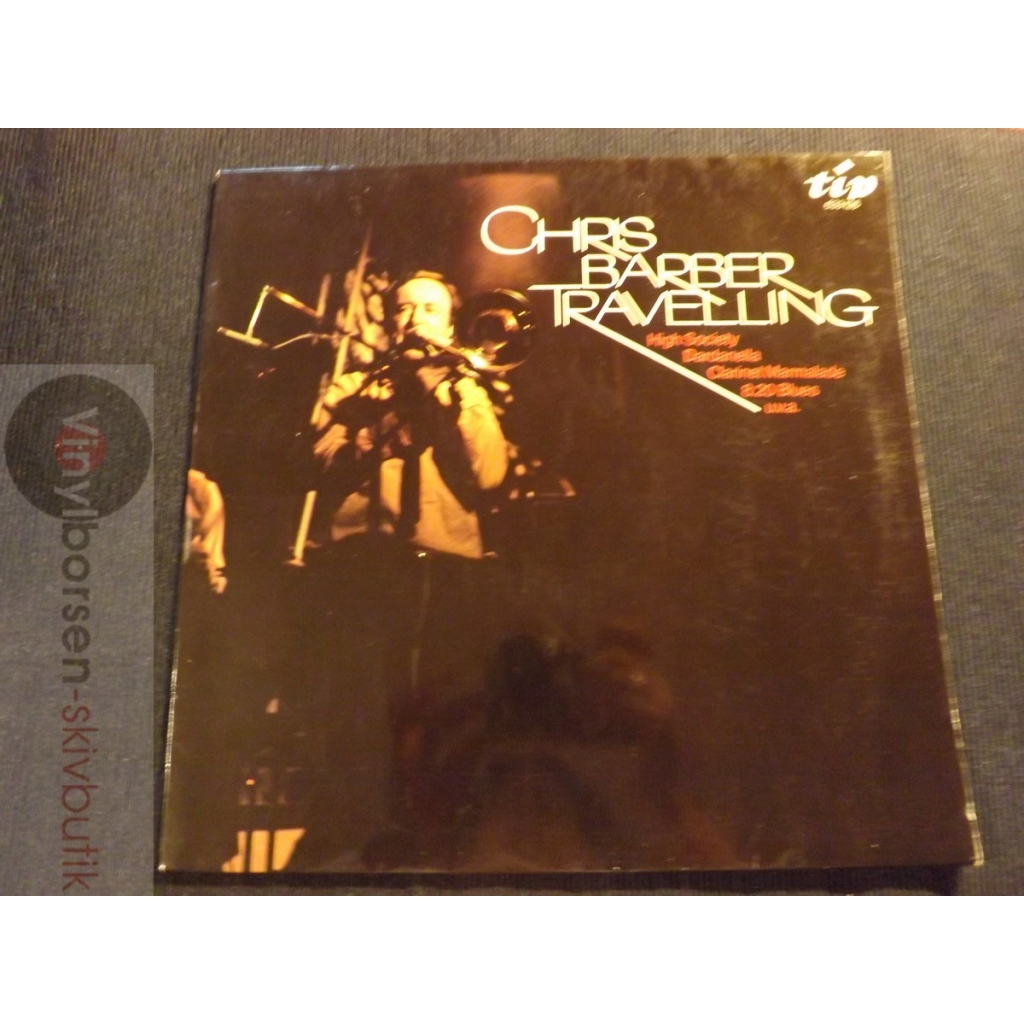 tip
CHRIS
BARBER
TRAVELLING
High Society
Dardanella
Clarinet Marmalade
8:20 Blues
u.v.a.
Vinylborsen-skivbutik